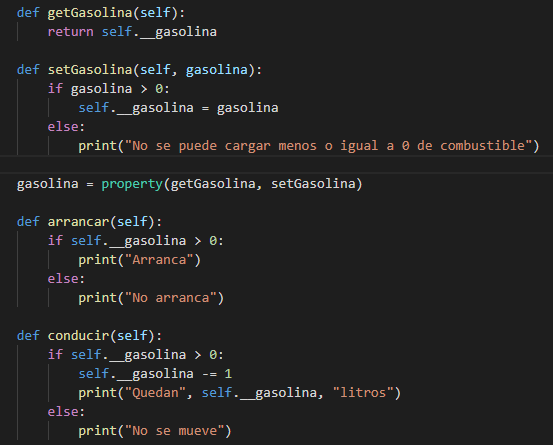 def getGasolina(self):
    return self.__gasolina
def setGasolina(self, gasolina):
    if gasolina > 0:
        self.__gasolina = gasolina
    else:
        print("No se puede cargar menos o igual a 0 de combustible")
gasolina = property(getGasolina, setGasolina)
def arrancar(self):
    if self.__gasolina > 0:
        print("Arranca")
    else:
        print("No arranca")
def conducir(self):
    if self.__gasolina > 0:
        self.__gasolina -= 1
        print("Quedan", self.__gasolina, "litros")
    else:
        print("No se mueve")